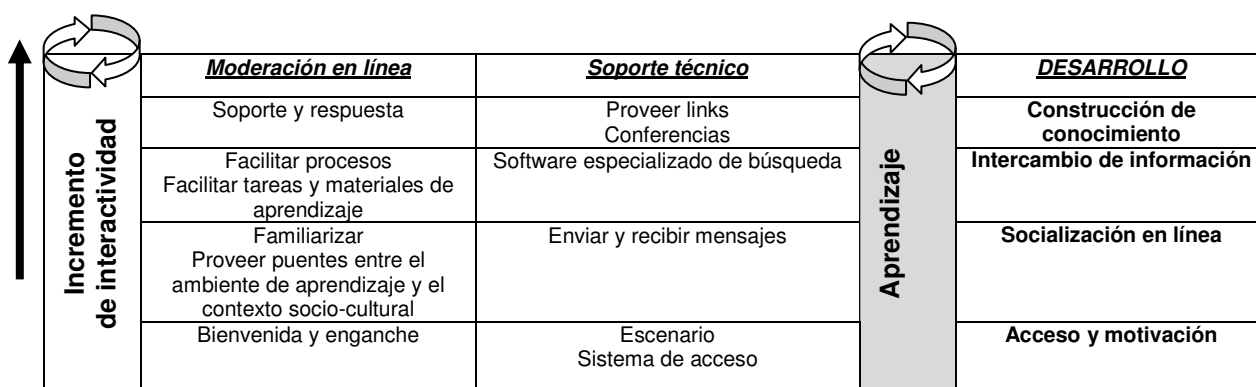 Moderación en línea
Soporte técnico
DESARROLLO
Incremento
de interactividad
Soporte y respuesta
Proveer links
Conferencias
Aprendizaje
Construcción de
conocimiento
Facilitar procesos
Facilitar tareas y materiales de
aprendizaje
Software especializado de búsqueda
Intercambio de información
Familiarizar
Proveer puentes entre el
ambiente de aprendizaje y el
contexto socio-cultural
Enviar y recibir mensajes
Socialización en línea
Bienvenida y enganche
Escenario
Sistema de acceso
Acceso y motivación